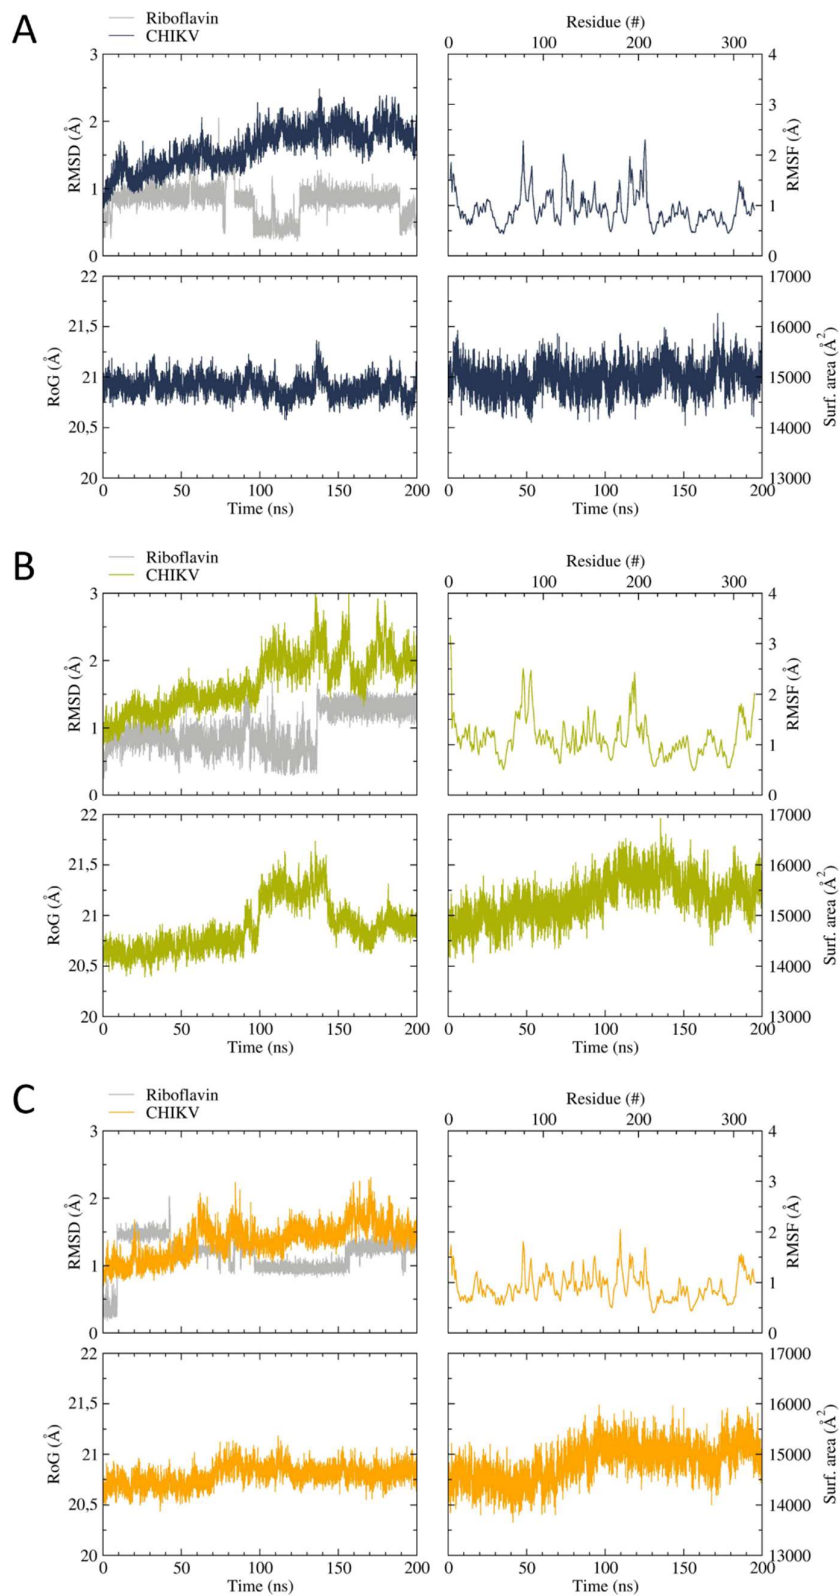 A
Riboflavin
CHIKV
Residue (#)
0 100 200 300
3
2
1
0
RMSD (Å)
4
3
2
1
0
RMSF (Å)
22
21,5
21
20,5
20
RoG (Å)
17000
16000
15000
14000
13000
Surf. area (Å²)
0 50 100 150 200
Time (ns)
0 50 100 150 200
Time (ns)
B
Riboflavin
CHIKV
Residue (#)
0 100 200 300
3
2
1
0
RMSD (Å)
4
3
2
1
0
RMSF (Å)
22
21,5
21
20,5
20
RoG (Å)
17000
16000
15000
14000
13000
Surf. area (Å²)
0 50 100 150 200
Time (ns)
0 50 100 150 200
Time (ns)
C
Riboflavin
CHIKV
Residue (#)
0 100 200 300
3
2
1
0
RMSD (Å)
4
3
2
1
0
RMSF (Å)
22
21,5
21
20,5
20
RoG (Å)
17000
16000
15000
14000
13000
Surf. area (Å²)
0 50 100 150 200
Time (ns)
0 50 100 150 200
Time (ns)